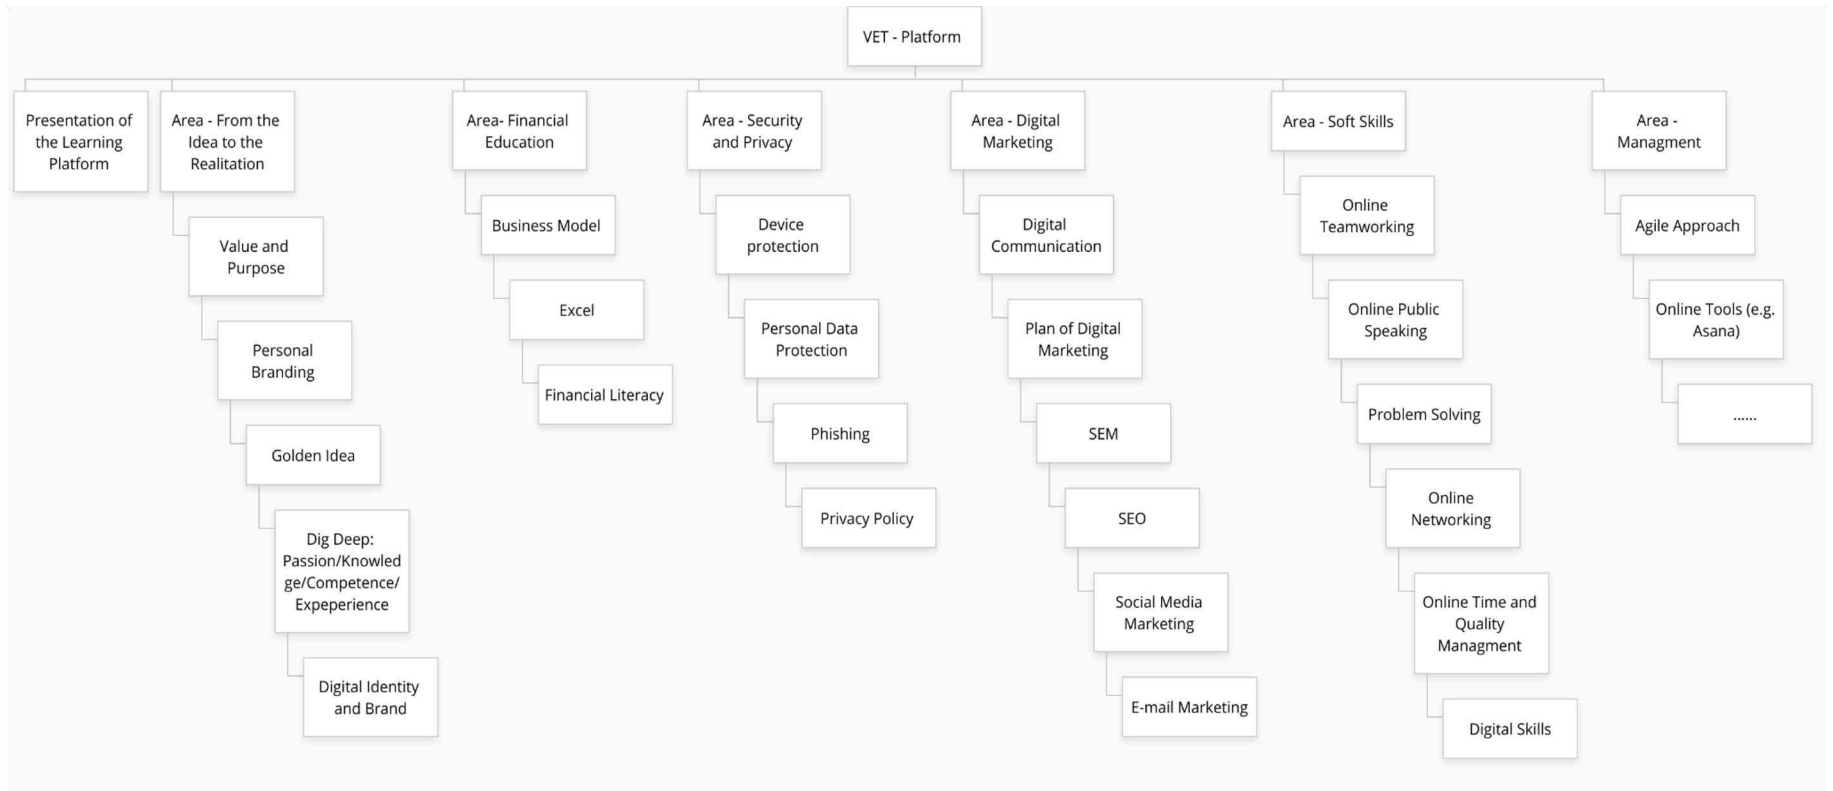 VET - Platform
Presentation of
the Learning
Platform
Area - From the
Idea to the
Realitation
Value and
Purpose
Personal
Branding
Golden Idea
Dig Deep:
Passion/Knowled
ge/Competence/
Expeperience
Digital Identity
and Brand
Area- Financial
Education
Business Model
Excel
Financial Literacy
Area - Security
and Privacy
Device
protection
Personal Data
Protection
Phishing
Privacy Policy
Area - Digital
Marketing
Digital
Communication
Plan of Digital
Marketing
SEM
SEO
Social Media
Marketing
E-mail Marketing
Area - Soft Skills
Online
Teamworking
Online Public
Speaking
Problem Solving
Online
Networking
Online Time and
Quality
Managment
Digital Skills
Area -
Managment
Agile Approach
Online Tools (e.g.
Asana)
......